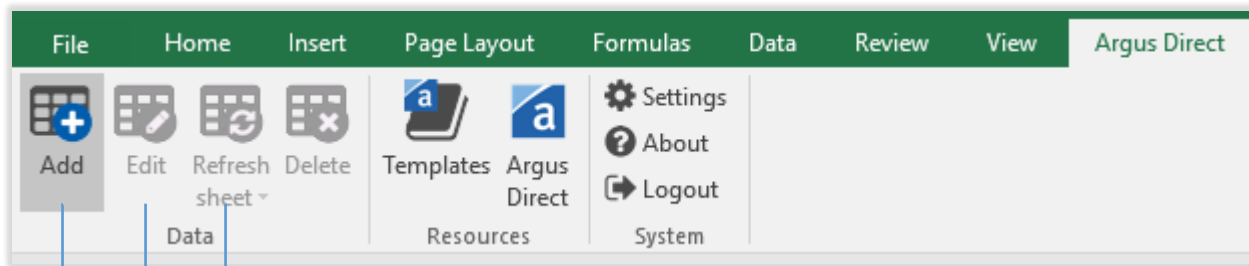 File Home Insert Page Layout Formulas Data Review View Argus Direct
Add Edit Refresh sheet Delete
Data
a a
Templates Argus Direct
Resources
Settings
About
Logout
System